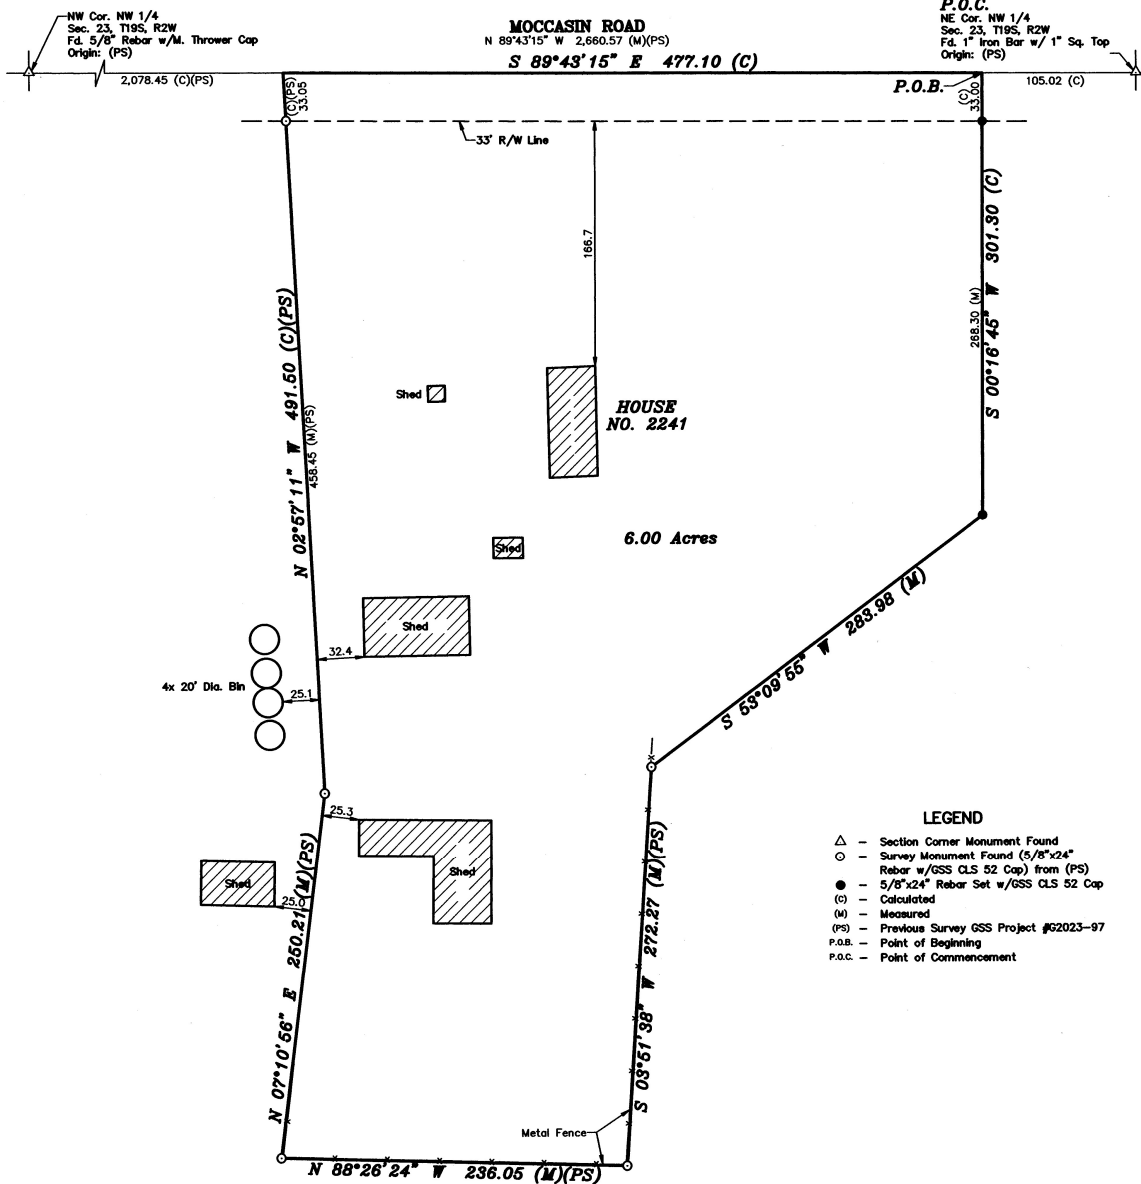 NW Cor. NW 1/4
Sec. 23, T19S, R2W
Fd. 5/8" Rebar w/M. Thrower Cap
Origin: (PS)
MOCCASIN ROAD
N 89°43'15" W 2,660.57 (M)(PS)
S 89°43'15" E 477.10 (C)
P.O.C.
NE Cor. NW 1/4
Sec. 23, T19S, R2W
Fd. 1" Iron Bar w/ 1" Sq. Top
Origin: (PS)
2,078.45 (C)(PS)
(C)(PS)
33.05
P.O.B.
(C)
33.00
105.02 (C)
33' R/W Line
166.7
S 00°16'45" W 301.30 (C)
268.30 (M)
N 02°57'11" W 491.50 (C)(PS)
458.45 (M)(PS)
Shed
HOUSE
NO. 2241
6.00 Acres
Shed
Shed
32.4
S 53°09'55" W 283.98 (M)
4x 20' Dia. Bin
25.1
25.3
Shed
Shed
25.0
N 07°10'56" E 250.21 (M)(PS)
S 03°51'38" W 272.27 (M)(PS)
Metal Fence
N 88°26'24" W 236.05 (M)(PS)
LEGEND
△ – Section Corner Monument Found
⊙ – Survey Monument Found (5/8"x24"
Rebar w/GSS CLS 52 Cap) from (PS)
● – 5/8"x24" Rebar Set w/GSS CLS 52 Cap
(C) – Calculated
(M) – Measured
(PS) – Previous Survey GSS Project #G2023-97
P.O.B. – Point of Beginning
P.O.C. – Point of Commencement